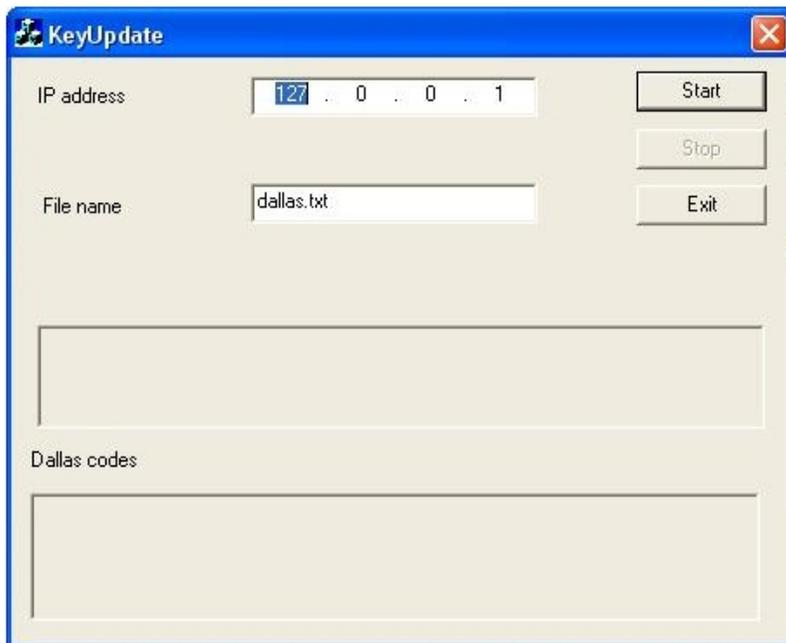 KeyUpdate
IP address
127 . 0 . 0 . 1
Start
Stop
File name
dallas.txt
Exit
Dallas codes